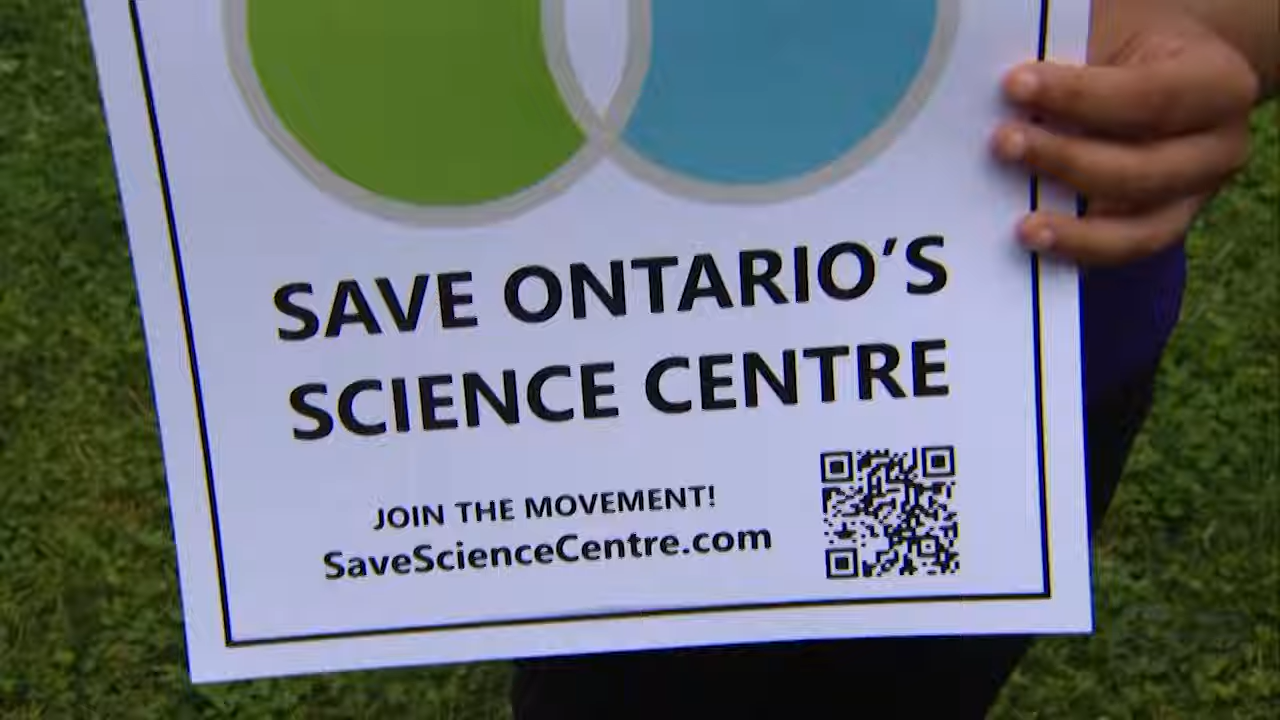 SAVE ONTARIO'S
SCIENCE CENTRE
JOIN THE MOVEMENT!
SaveScienceCentre.com